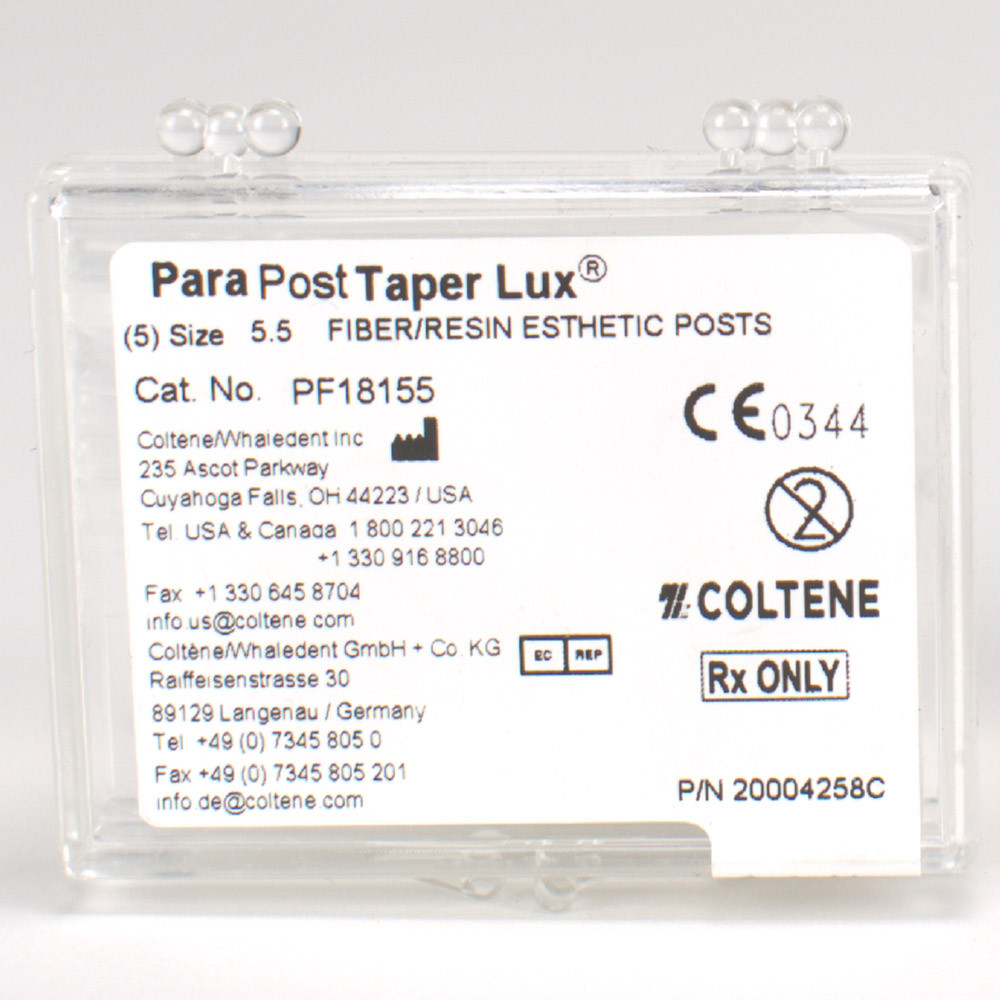 Para Post Taper Lux®
(5) Size 5.5 FIBER/RESIN ESTHETIC POSTS
Cat. No. PF18155
CE 0344
Coltène/Whaledent Inc
235 Ascot Parkway
Cuyahoga Falls, OH 44223 / USA
Tel. USA & Canada 1 800 221 3046
+1 330 916 8800
2
Fax +1 330 645 8704
info.us@coltene.com
COLTENE
Coltène/Whaledent GmbH + Co. KG
EC REP
Raiffeisenstrasse 30
Rx ONLY
89129 Langenau / Germany
Tel +49 (0) 7345 805 0
Fax +49 (0) 7345 805 201
info.de@coltene.com
P/N 20004258C